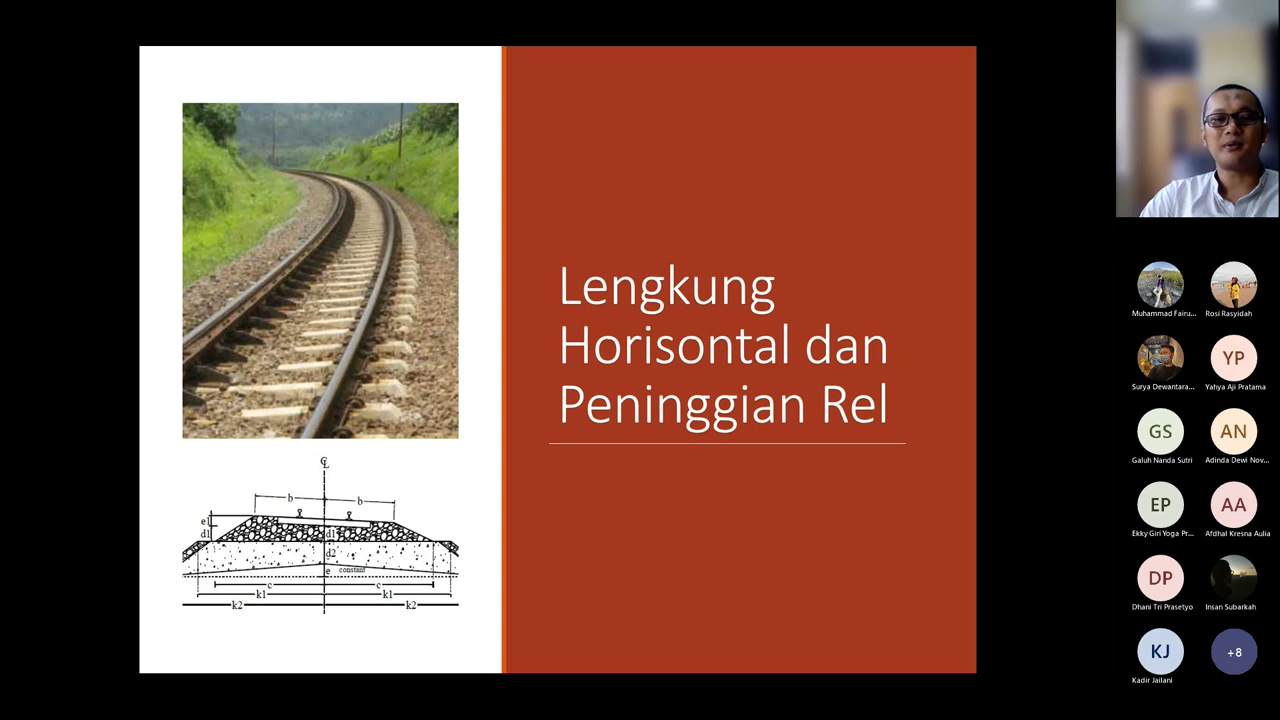 Lengkung
Horisontal dan
Peninggian Rel
℄
b
b
e1
d1
d1
d2
e
constant
c
c
k1
k1
k2
k2
Muhammad Fairu...
Rosi Rasyidah
Surya Dewantara...
YP
Yahya Aji Pratama
GS
Galuh Nanda Sutri
AN
Adinda Dewi Nov...
EP
Ekky Giri Yoga Pr...
AA
Afdhal Kresna Aulia
DP
Dhani Tri Prasetyo
Insan Subarkah
KJ
Kadir Jailani
+8